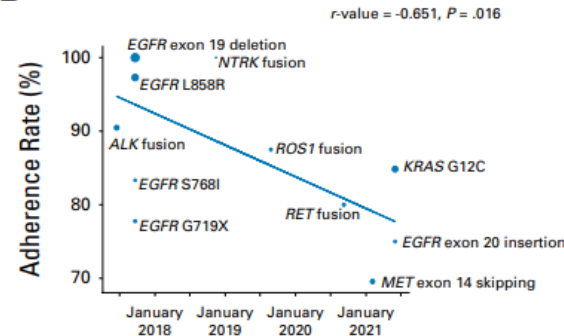 r-value = -0.651, P = .016
Adherence Rate (%)
100
90
80
70
EGFR exon 19 deletion
NTRK fusion
EGFR L858R
ALK fusion
ROS1 fusion
KRAS G12C
EGFR S768I
RET fusion
EGFR G719X
EGFR exon 20 insertion
MET exon 14 skipping
January January January January
2018 2019 2020 2021